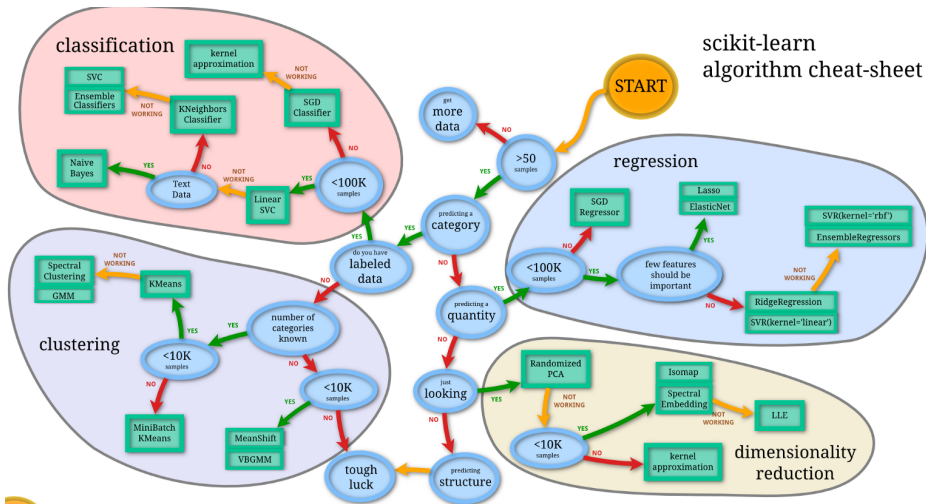 scikit-learn
algorithm cheat-sheet
START
>50
samples
get
more
data
NO
YES
predicting a
category
YES
NO
do you have
labeled
data
YES
NO
predicting a
quantity
YES
NO
just
looking
YES
NO
predicting
structure
tough
luck
classification
kernel
approximation
NOT
WORKING
SGD
Classifier
NO
<100K
samples
YES
Linear
SVC
NOT
WORKING
Text
Data
YES
Naive
Bayes
NO
KNeighbors
Classifier
NOT
WORKING
SVC
Ensemble
Classifiers
regression
<100K
samples
NO
SGD
Regressor
YES
few features
should be
important
YES
Lasso
ElasticNet
NO
RidgeRegression
SVR(kernel='linear')
NOT
WORKING
SVR(kernel='rbf')
EnsembleRegressors
clustering
number of
categories
known
YES
<10K
samples
YES
KMeans
NOT
WORKING
Spectral
Clustering
GMM
NO
MiniBatch
KMeans
NO
<10K
samples
YES
MeanShift
VBGMM
NO
dimensionality
reduction
Randomized
PCA
NOT
WORKING
<10K
samples
YES
Isomap
Spectral
Embedding
NOT
WORKING
LLE
NO
kernel
approximation